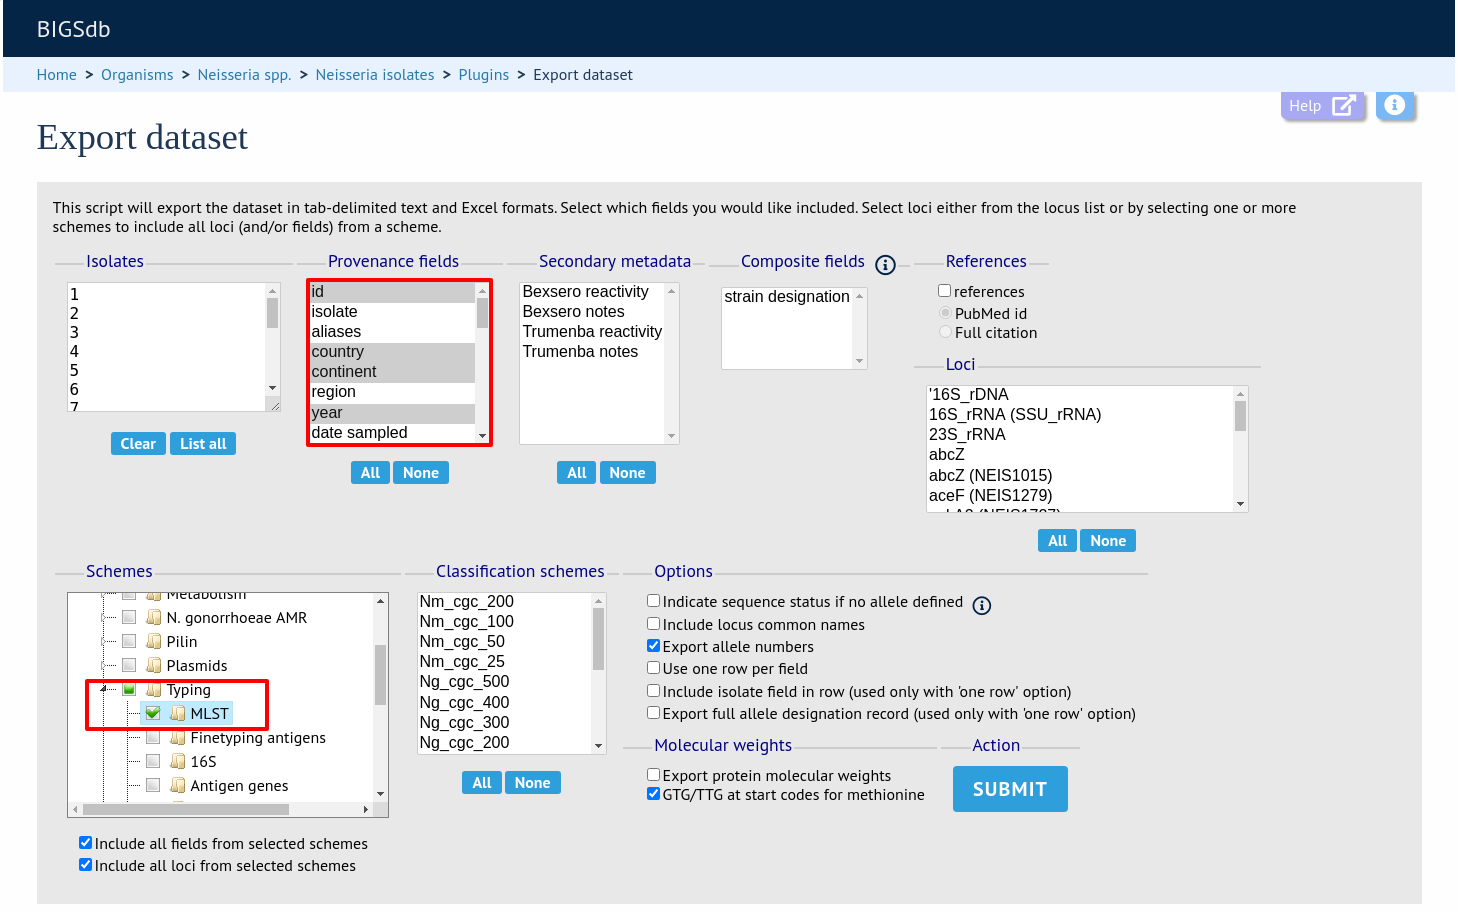 BIGSdb
Home > Organisms > Neisseria spp. > Neisseria isolates > Plugins > Export dataset
Help
Export dataset
This script will export the dataset in tab-delimited text and Excel formats. Select which fields you would like included. Select loci either from the locus list or by selecting one or more
schemes to include all loci (and/or fields) from a scheme.
Isolates
1
2
3
4
5
6
7
Clear
List all
Provenance fields
id
isolate
aliases
country
continent
region
year
date sampled
All
None
Secondary metadata
Bexsero reactivity
Bexsero notes
Trumenba reactivity
Trumenba notes
All
None
Composite fields
strain designation
References
references
PubMed id
Full citation
Loci
'16S_rDNA
16S_rRNA (SSU_rRNA)
23S_rRNA
abcZ
abcZ (NEIS1015)
aceF (NEIS1279)
All
None
Schemes
Metabolism
N. gonorrhoeae AMR
Pilin
Plasmids
Typing
MLST
Finetyping antigens
16S
Antigen genes
Include all fields from selected schemes
Include all loci from selected schemes
Classification schemes
Nm_cgc_200
Nm_cgc_100
Nm_cgc_50
Nm_cgc_25
Ng_cgc_500
Ng_cgc_400
Ng_cgc_300
Ng_cgc_200
All
None
Options
Indicate sequence status if no allele defined
Include locus common names
Export allele numbers
Use one row per field
Include isolate field in row (used only with 'one row' option)
Export full allele designation record (used only with 'one row' option)
Molecular weights
Export protein molecular weights
GTG/TTG at start codes for methionine
Action
SUBMIT